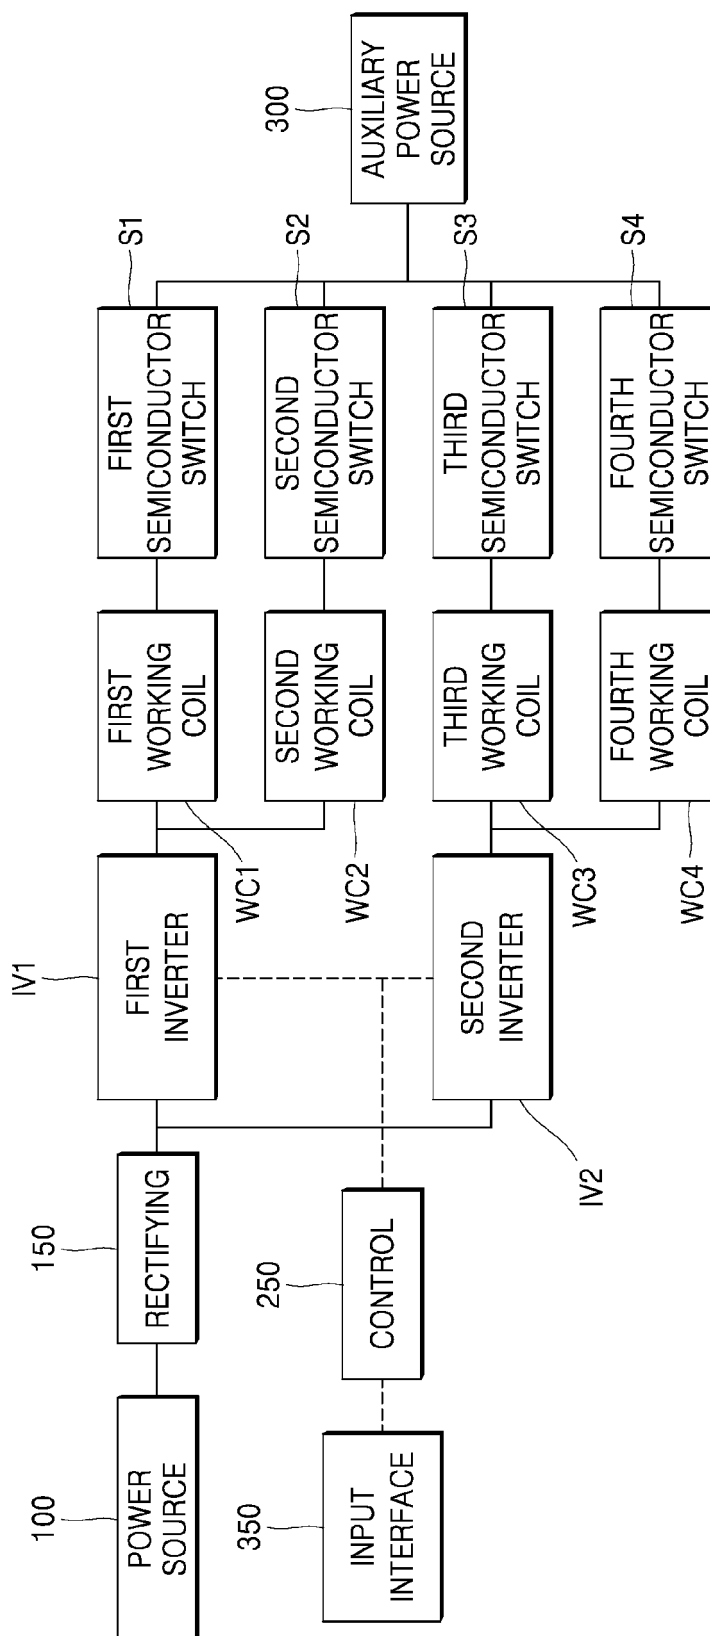 100
POWER
SOURCE
150
RECTIFYING
IV1
FIRST
INVERTER
WC1
FIRST
WORKING
COIL
S1
FIRST
SEMICONDUCTOR
SWITCH
WC2
SECOND
WORKING
COIL
S2
SECOND
SEMICONDUCTOR
SWITCH
300
AUXILIARY
POWER
SOURCE
350
INPUT
INTERFACE
250
CONTROL
IV2
SECOND
INVERTER
WC3
THIRD
WORKING
COIL
S3
THIRD
SEMICONDUCTOR
SWITCH
WC4
FOURTH
WORKING
COIL
S4
FOURTH
SEMICONDUCTOR
SWITCH